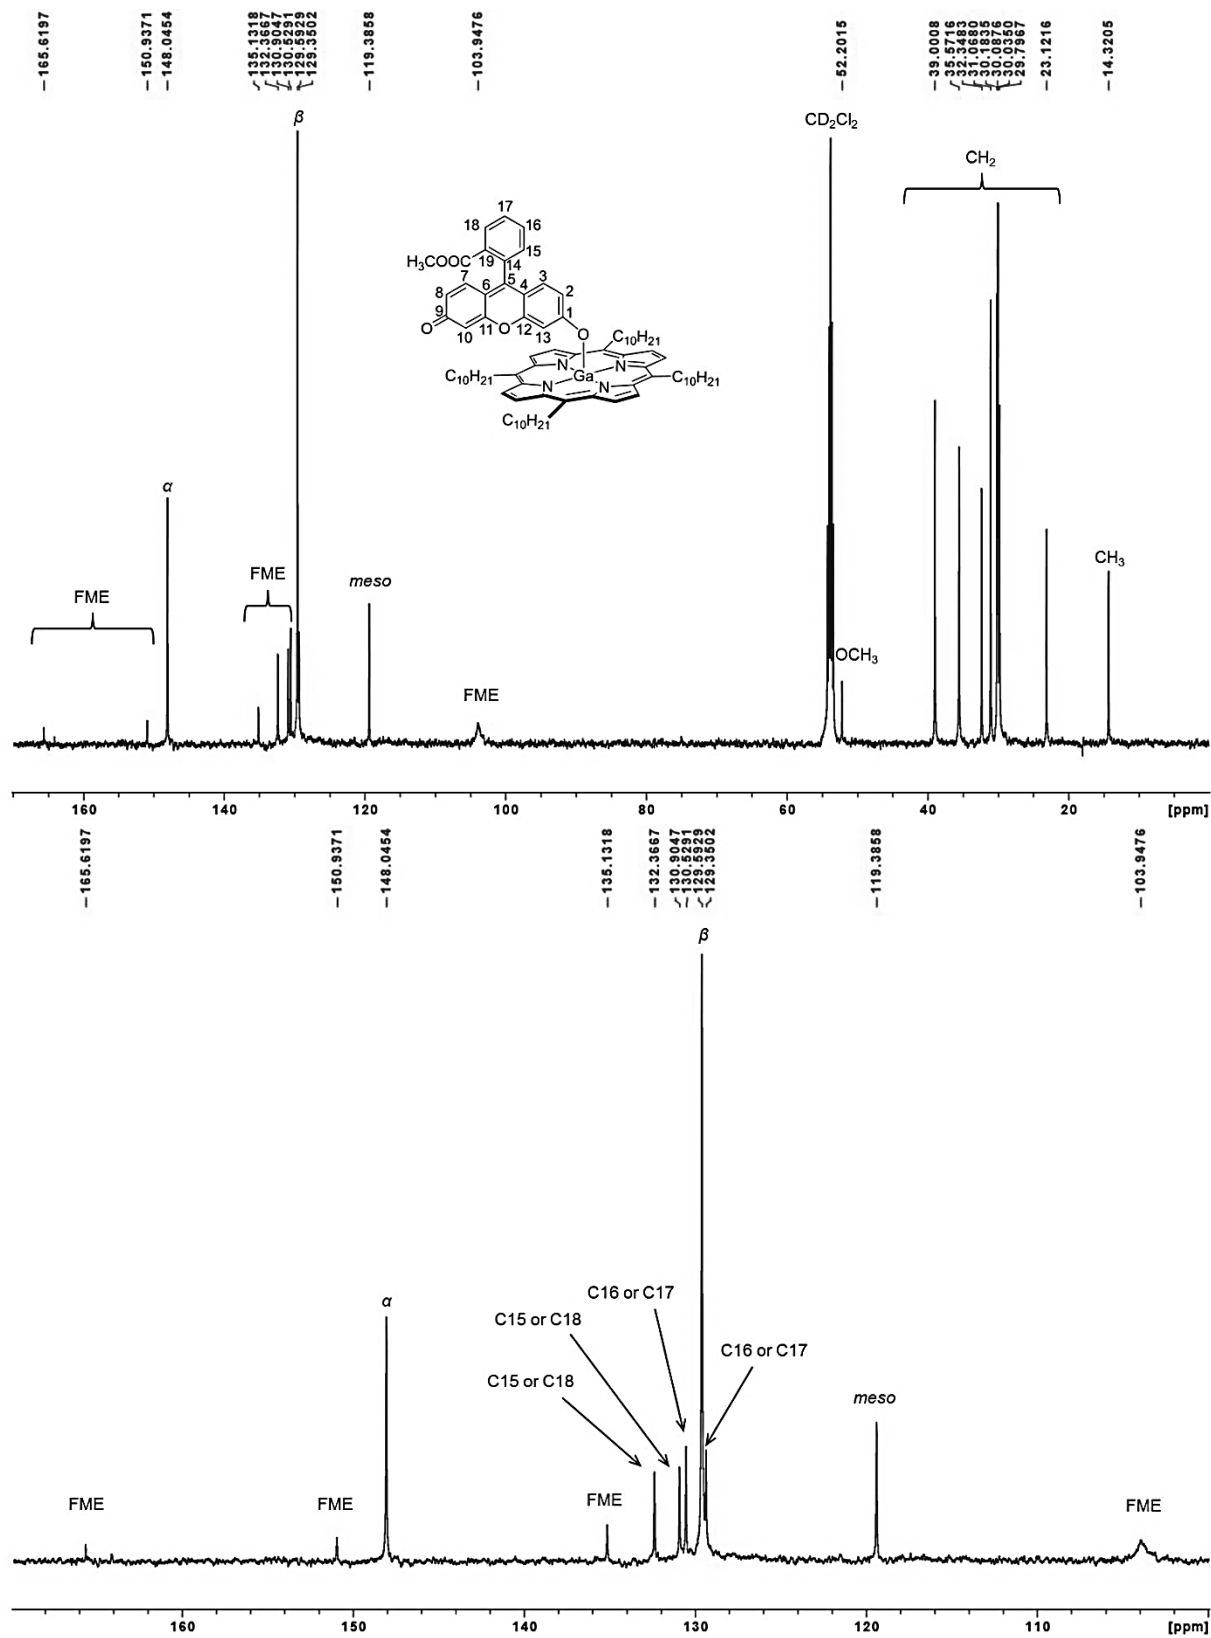 −165.6197
−150.9371
−148.0454
135.1318
132.3667
130.9047
130.5291
129.5929
129.3502
−119.3858
−103.9476
−52.2015
−39.0008
35.5716
32.3483
31.0680
30.1835
30.0876
30.0350
29.7967
−23.1216
−14.3205
β
CD2Cl2
CH2
17
18
16
15
H3COOC
19
14
7
5
3
8
6
4
2
9
1
O
10
11
O
12
13
O
C10H21
N
N
C10H21
Ga
C10H21
N
N
C10H21
α
FME
FME
meso
FME
OCH3
CH3
160
140
120
100
80
60
40
20
[ppm]
−165.6197
−150.9371
−148.0454
−135.1318
−132.3667
130.9047
130.5291
129.5929
129.3502
−119.3858
−103.9476
β
α
C16 or C17
C15 or C18
C16 or C17
C15 or C18
meso
FME
FME
FME
FME
160
150
140
130
120
110
[ppm]